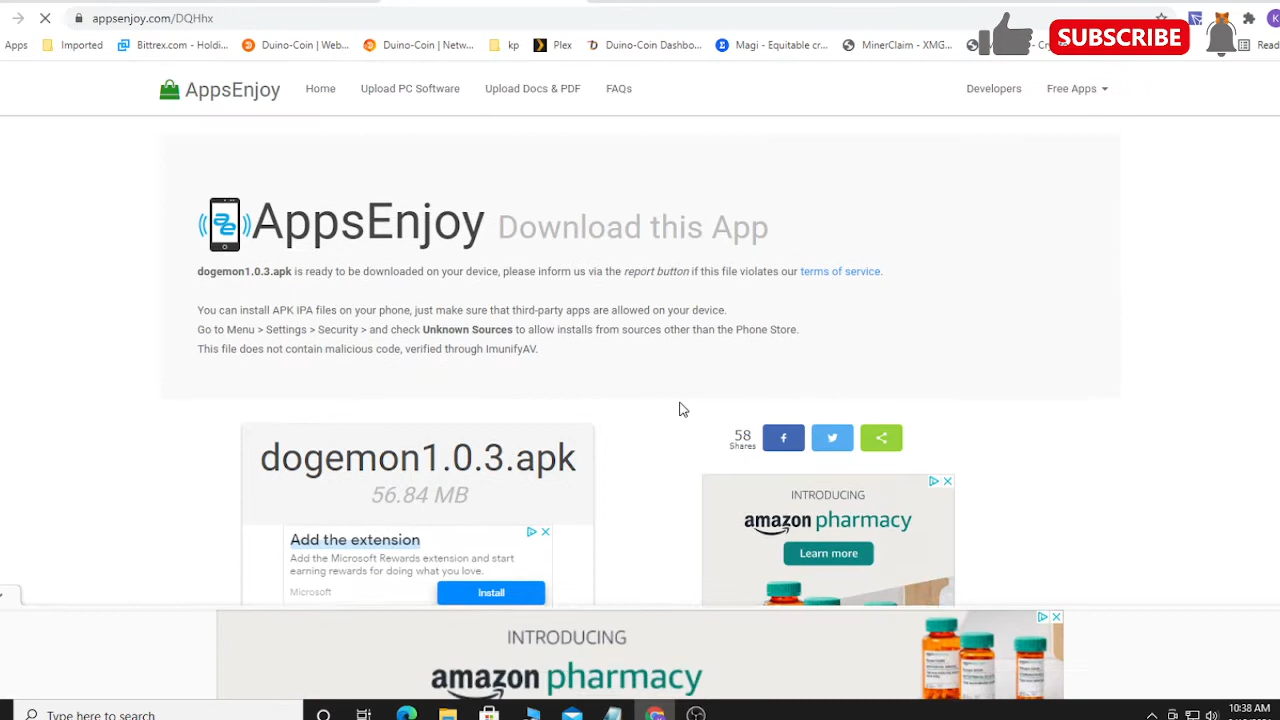 appsenjoy.com/DQHhx
Apps
Imported
Bittrex.com - Holdi...
Duino-Coin | Web...
Duino-Coin | Netw...
kp
Plex
Duino-Coin Dashbo...
Magi - Equitable cr...
MinerClaim - XMG...
Read
SUBSCRIBE
AppsEnjoy
Home
Upload PC Software
Upload Docs & PDF
FAQs
Developers
Free Apps
AppsEnjoy Download this App
dogemon1.0.3.apk is ready to be downloaded on your device, please inform us via the report button if this file violates our terms of service.
You can install APK IPA files on your phone, just make sure that third-party apps are allowed on your device.
Go to Menu > Settings > Security > and check Unknown Sources to allow installs from sources other than the Phone Store.
This file does not contain malicious code, verified through ImunifyAV.
dogemon1.0.3.apk
56.84 MB
58
Shares
Add the extension
Add the Microsoft Rewards extension and start
earning rewards for doing what you love.
Microsoft
Install
INTRODUCING
amazon pharmacy
Learn more
INTRODUCING
amazon pharmacy
Type here to search
10:38 AM